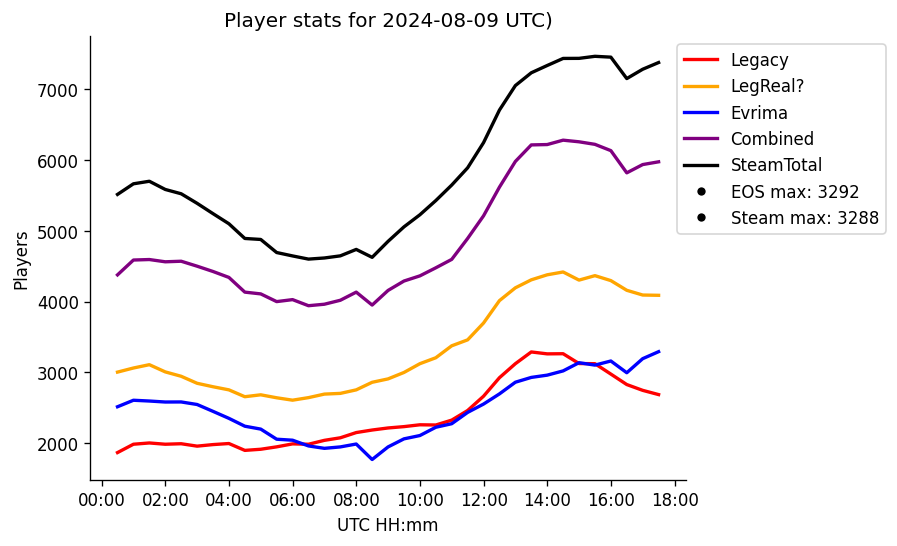 Player stats for 2024-08-09 UTC)
Players
7000
6000
5000
4000
3000
2000
00:00 02:00 04:00 06:00 08:00 10:00 12:00 14:00 16:00 18:00
UTC HH:mm
Legacy
LegReal?
Evrima
Combined
SteamTotal
EOS max: 3292
Steam max: 3288